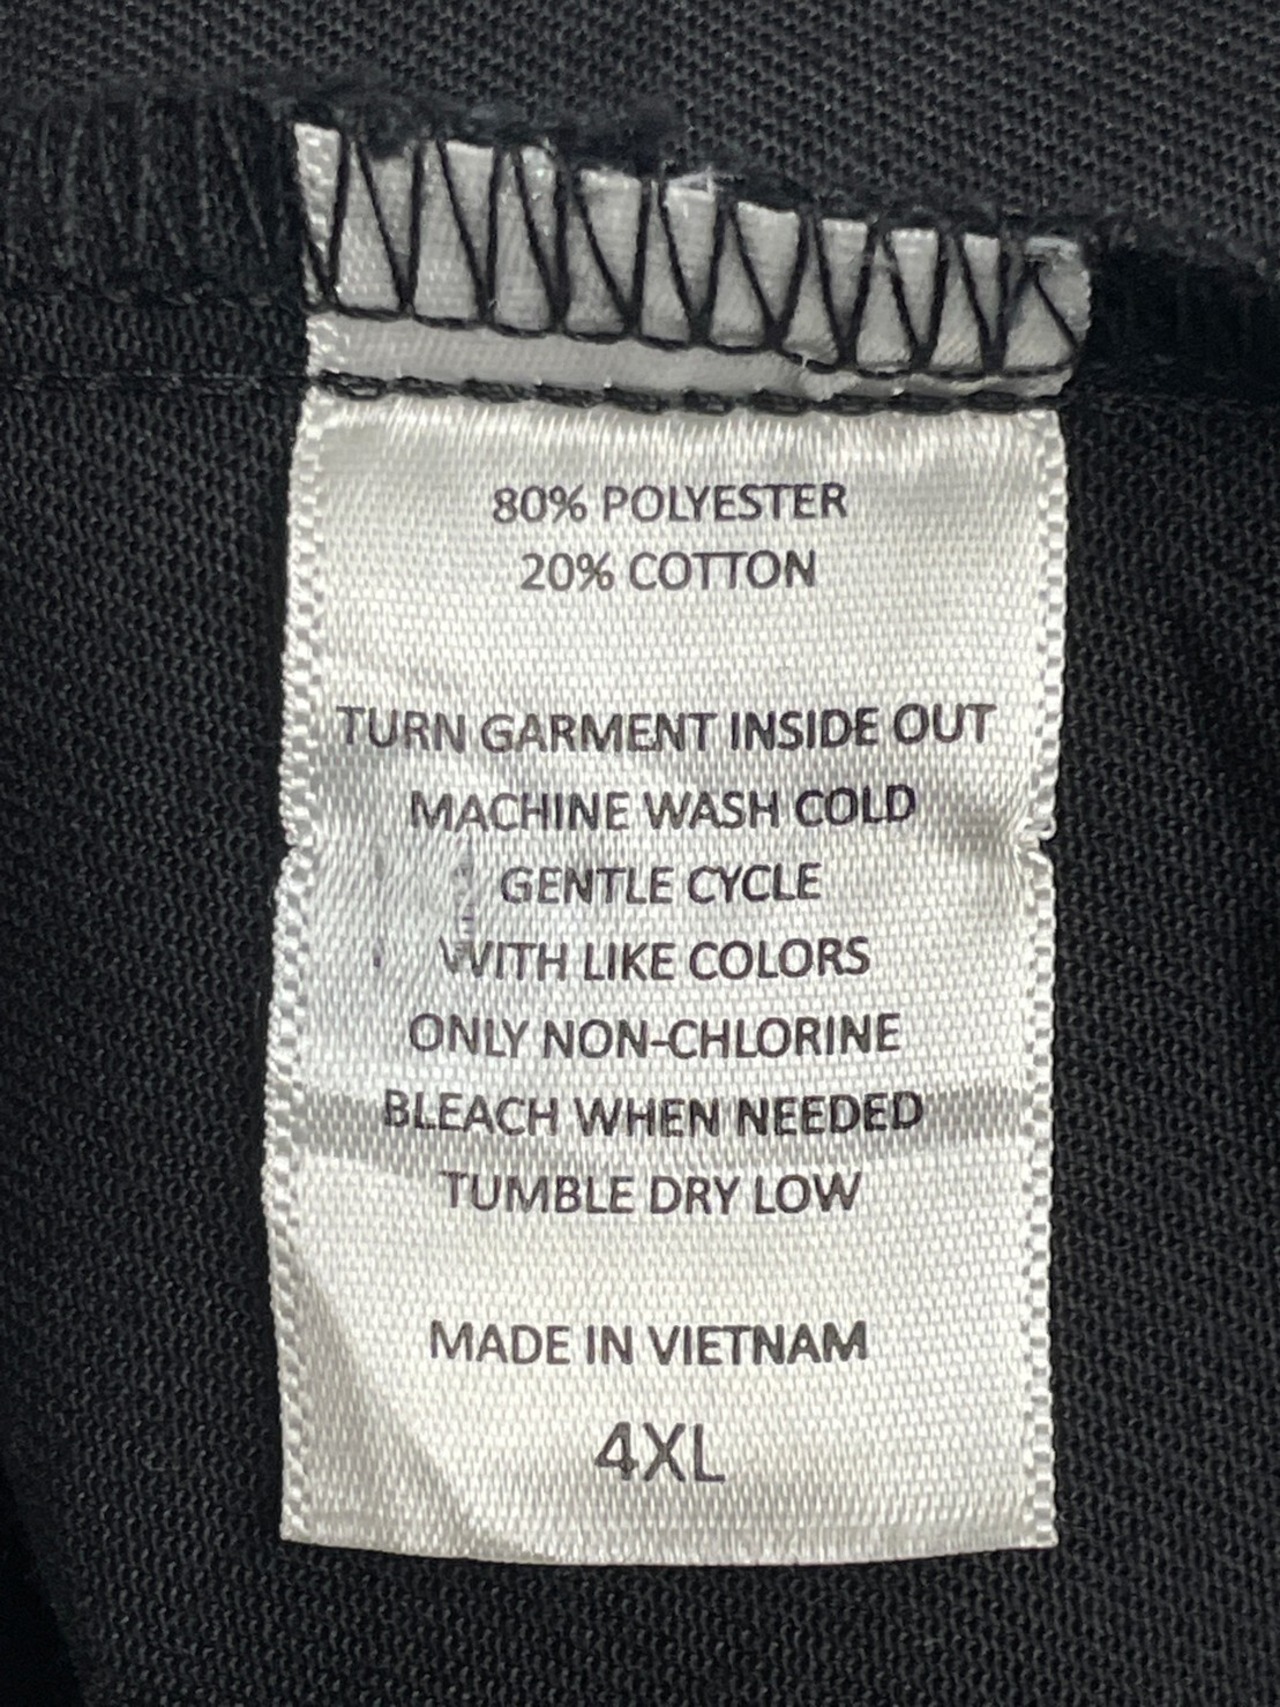 80% POLYESTER
20% COTTON
TURN GARMENT INSIDE OUT
MACHINE WASH COLD
GENTLE CYCLE
WITH LIKE COLORS
ONLY NON-CHLORINE
BLEACH WHEN NEEDED
TUMBLE DRY LOW
MADE IN VIETNAM
4XL